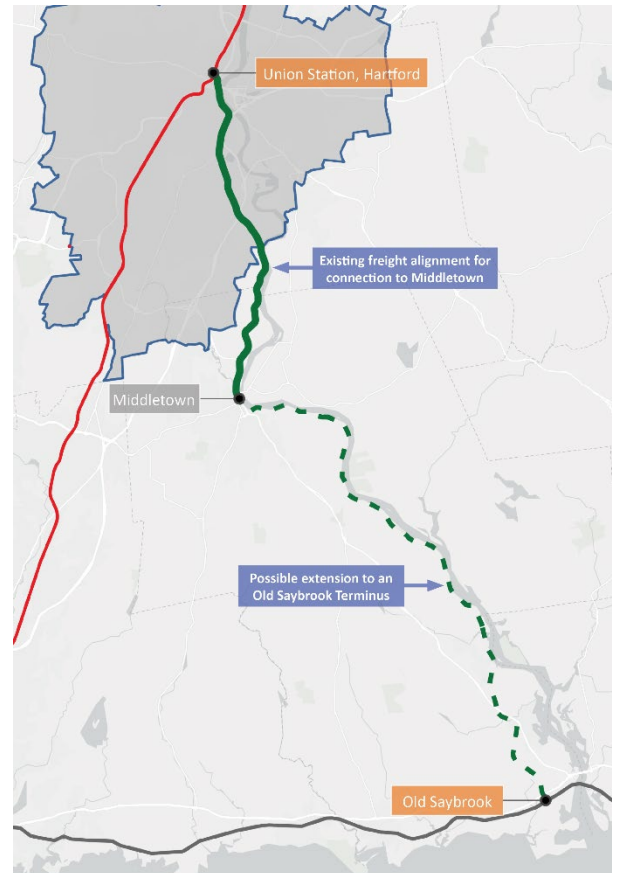 Union Station, Hartford
Existing freight alignment for
connection to Middletown
Middletown
Possible extension to an
Old Saybrook Terminus
Old Saybrook